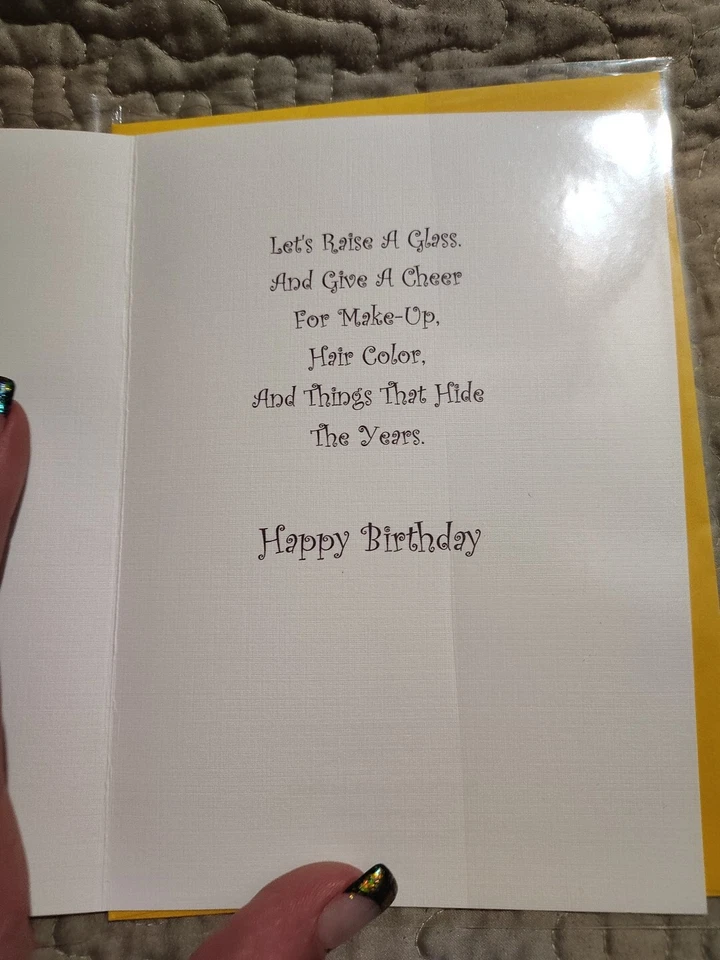 Let's Raise A Glass.
And Give A Cheer
For Make-Up,
Hair Color,
And Things That Hide
The Years.
Happy Birthday